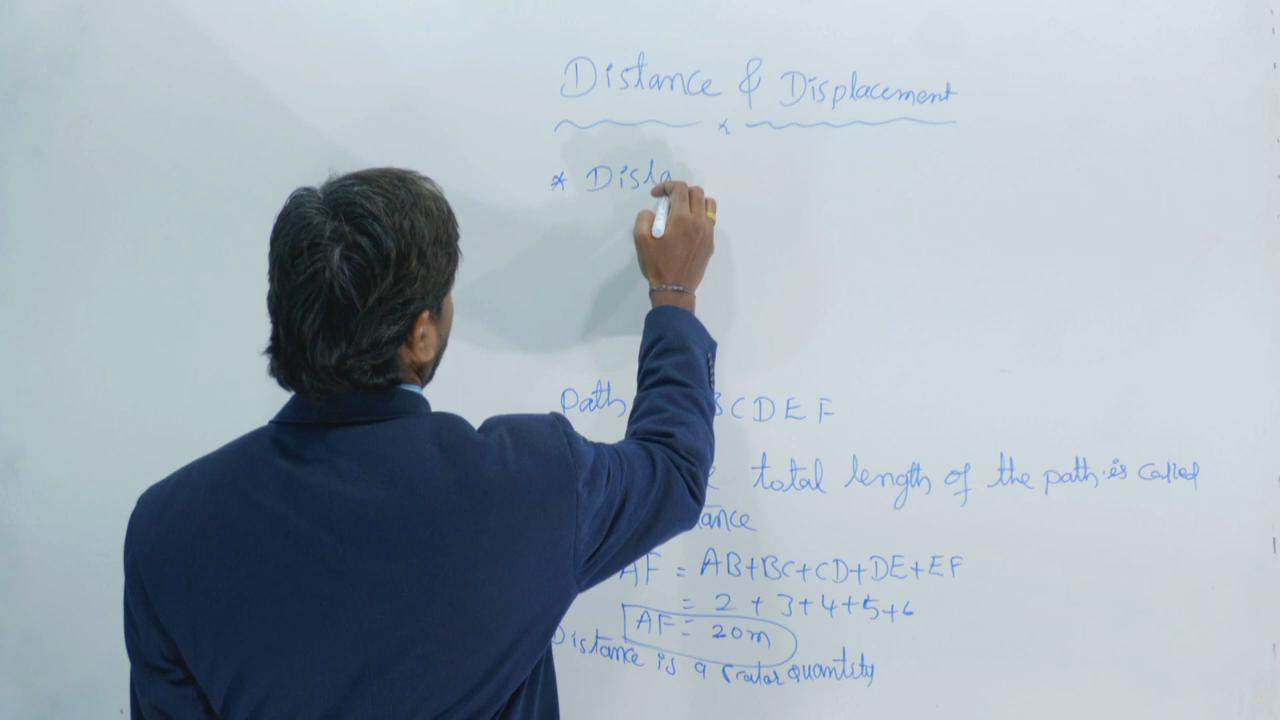 Distance & Displacement
* Disla
Path BCDEF
total length of the path is called
ance
AF = AB+BC+CD+DE+EF
= 2 + 3+4+5+6
AF = 20m
Distance is a scalar quantity